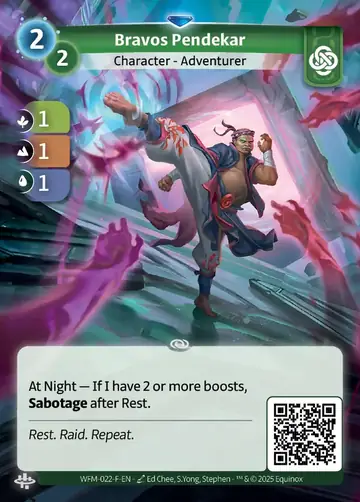 2
2
Bravos Pendekar
Character - Adventurer
1
1
1
At Night — If I have 2 or more boosts,
Sabotage after Rest.
Rest. Raid. Repeat.
WFM-022-F-EN - Ed Chee, S.Yong, Stephen - ™ & © 2025 Equinox